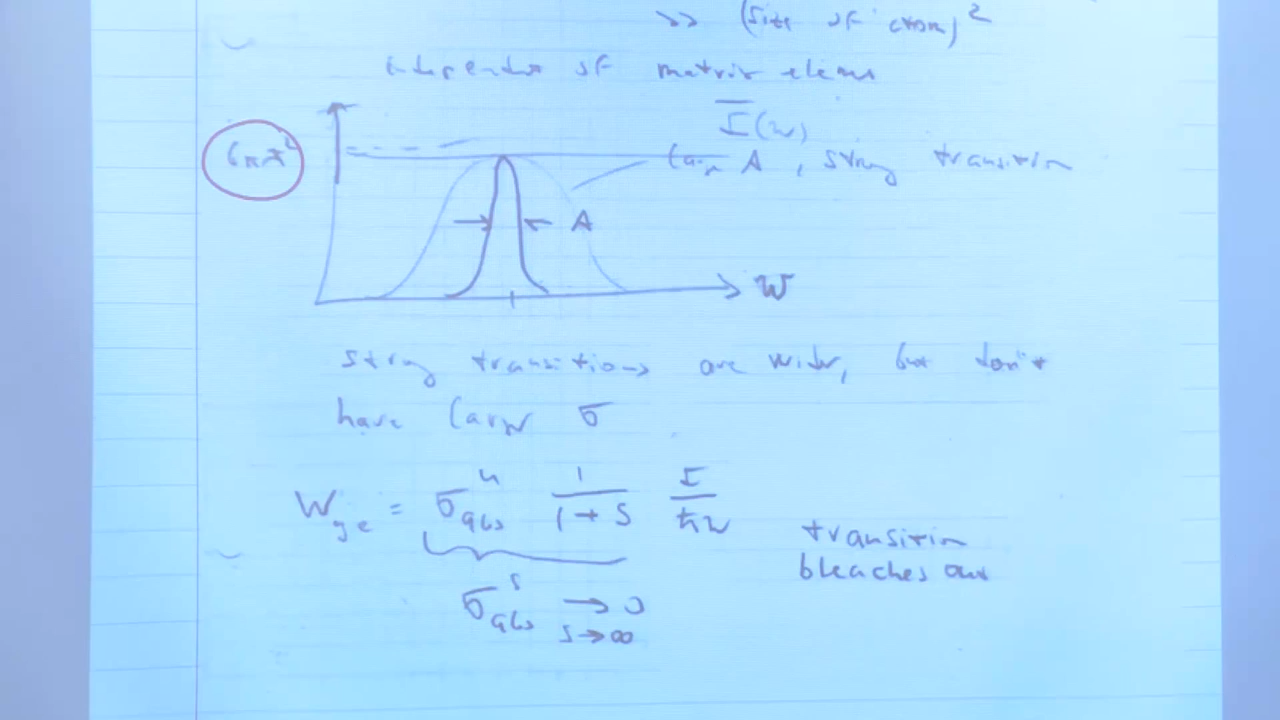 >> (size of atom)²
independent of matrix elem
Ī(ω)
6πƛ²
Large A, strong transition
A
W
strong transitions are wider, but don't
have larger σ
W_ge = σ_abs^u 1/(1+S) I/ħω
transition
bleaches out
σ_abs^s → 0
S→∞